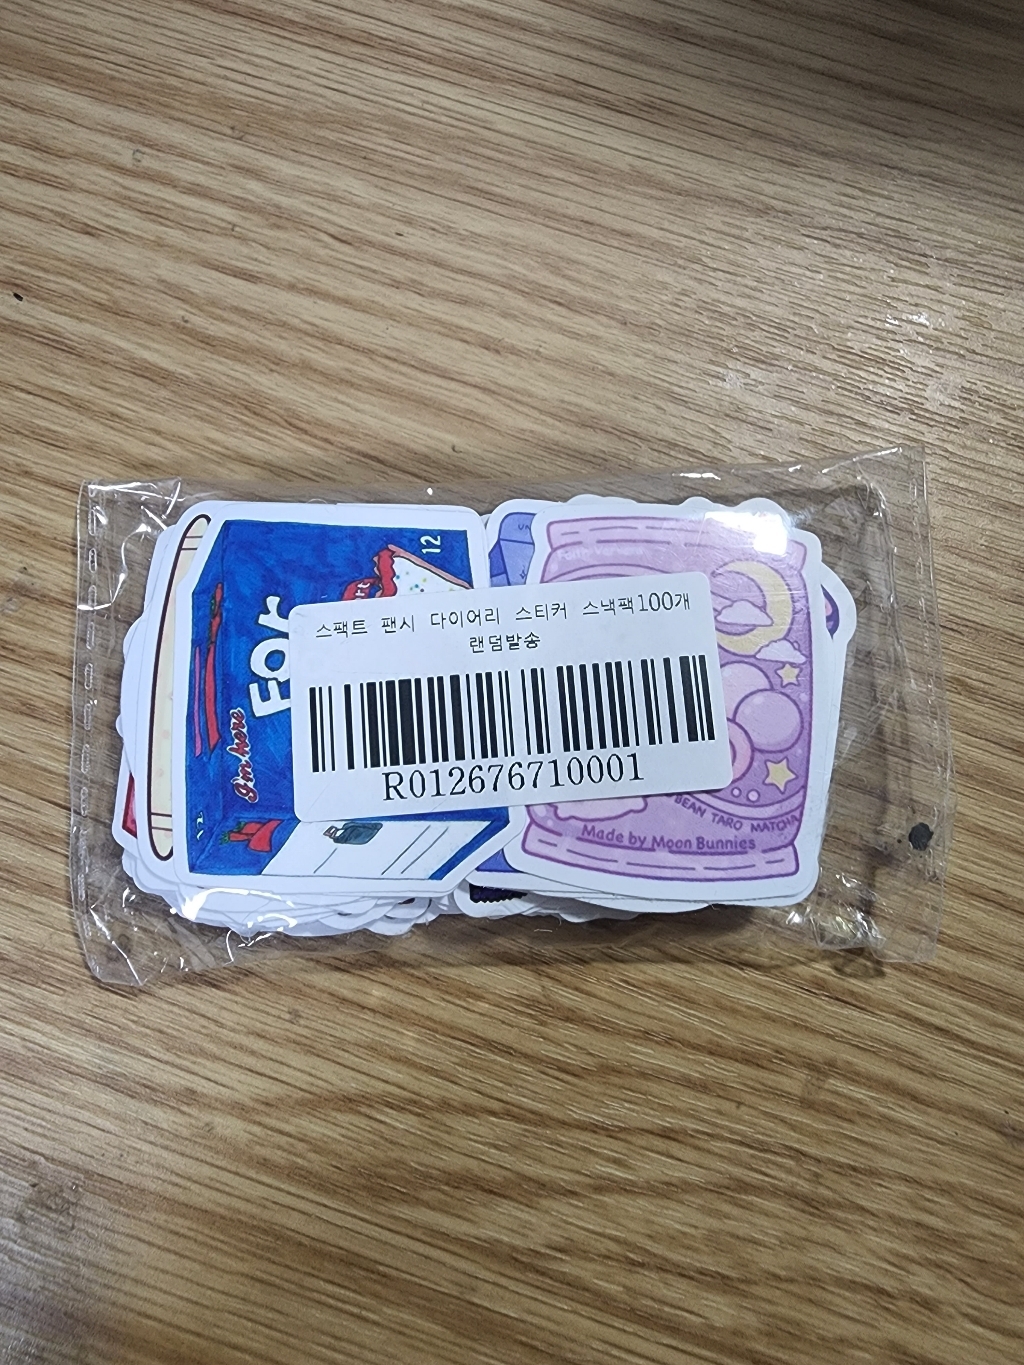 스팩트 팬시 다이어리 스티커 스낵팩100개
랜덤발송
R012676710001
12
I'm here
12
BEAN TARO MATCHA
Made by Moon Bunnies